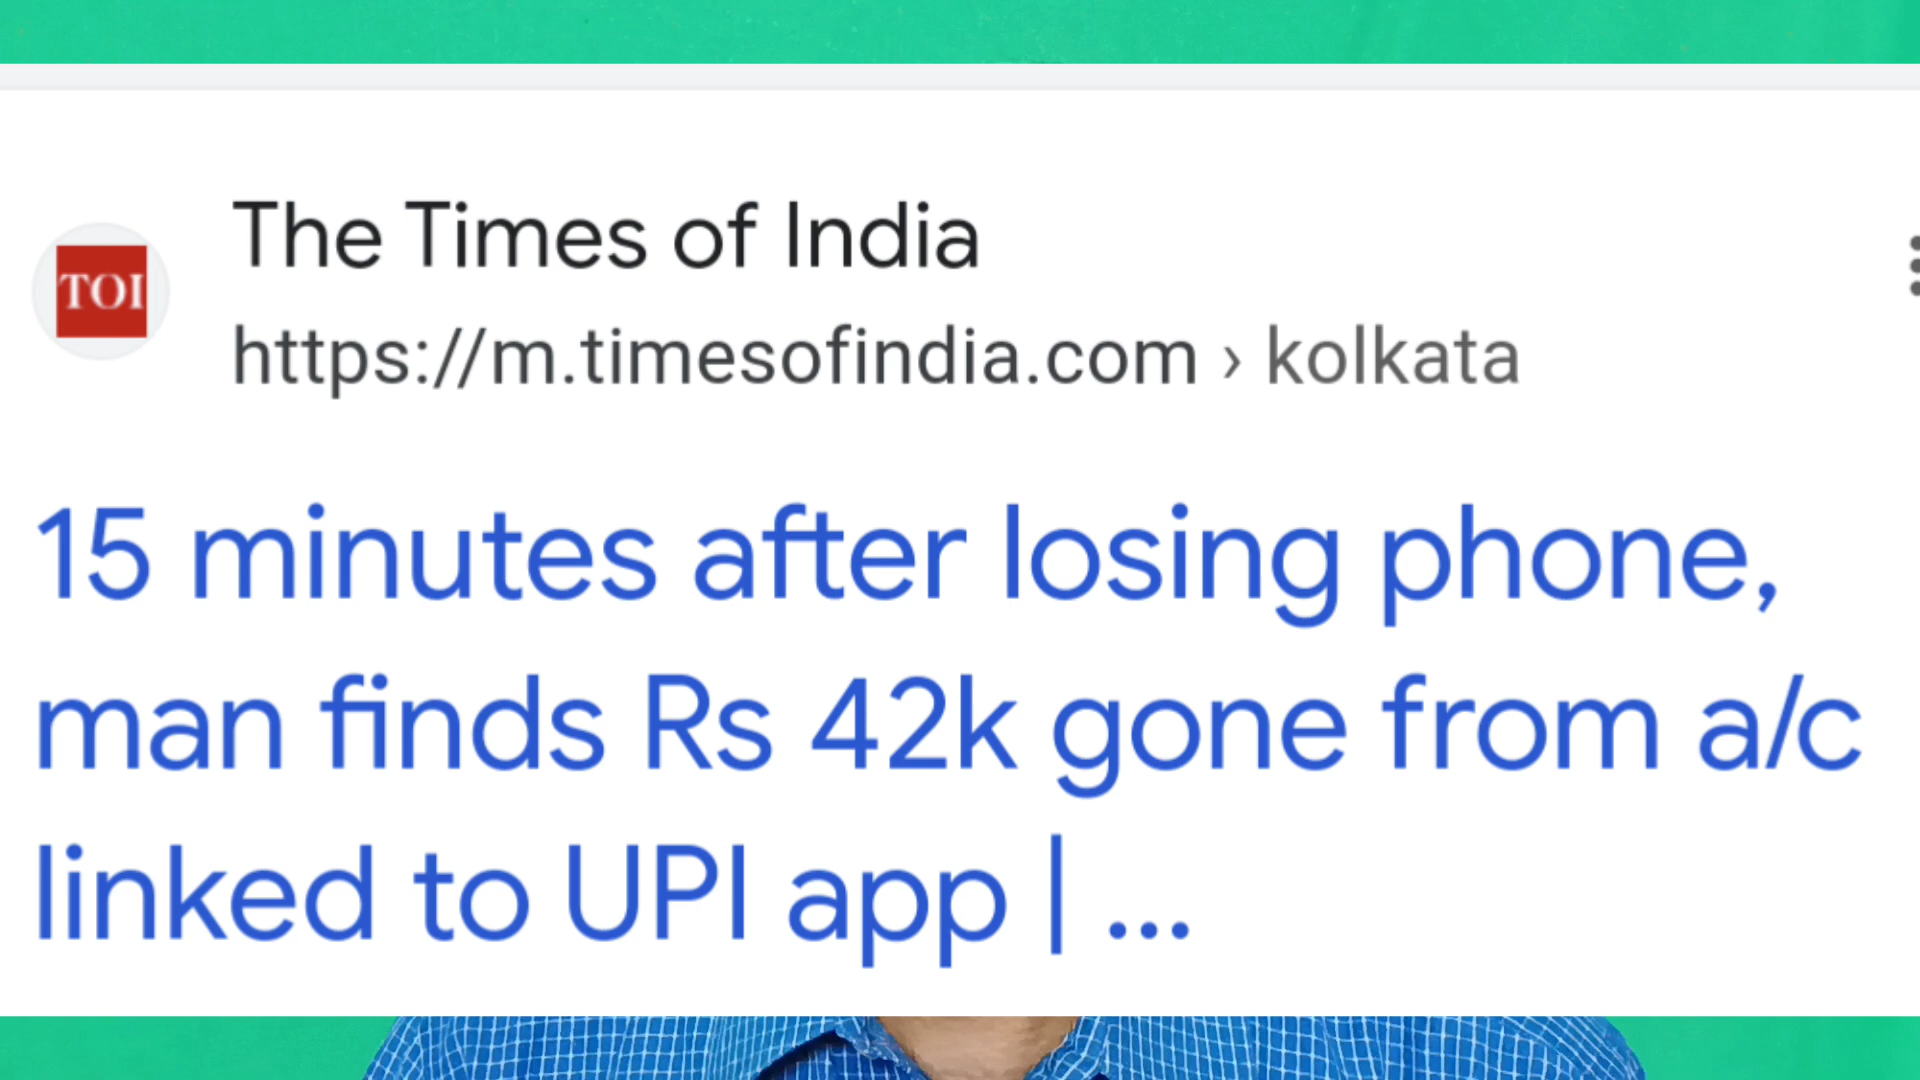 The Times of India
TOI
https://m.timesofindia.com › kolkata
15 minutes after losing phone,
man finds Rs 42k gone from a/c
linked to UPI app | ...